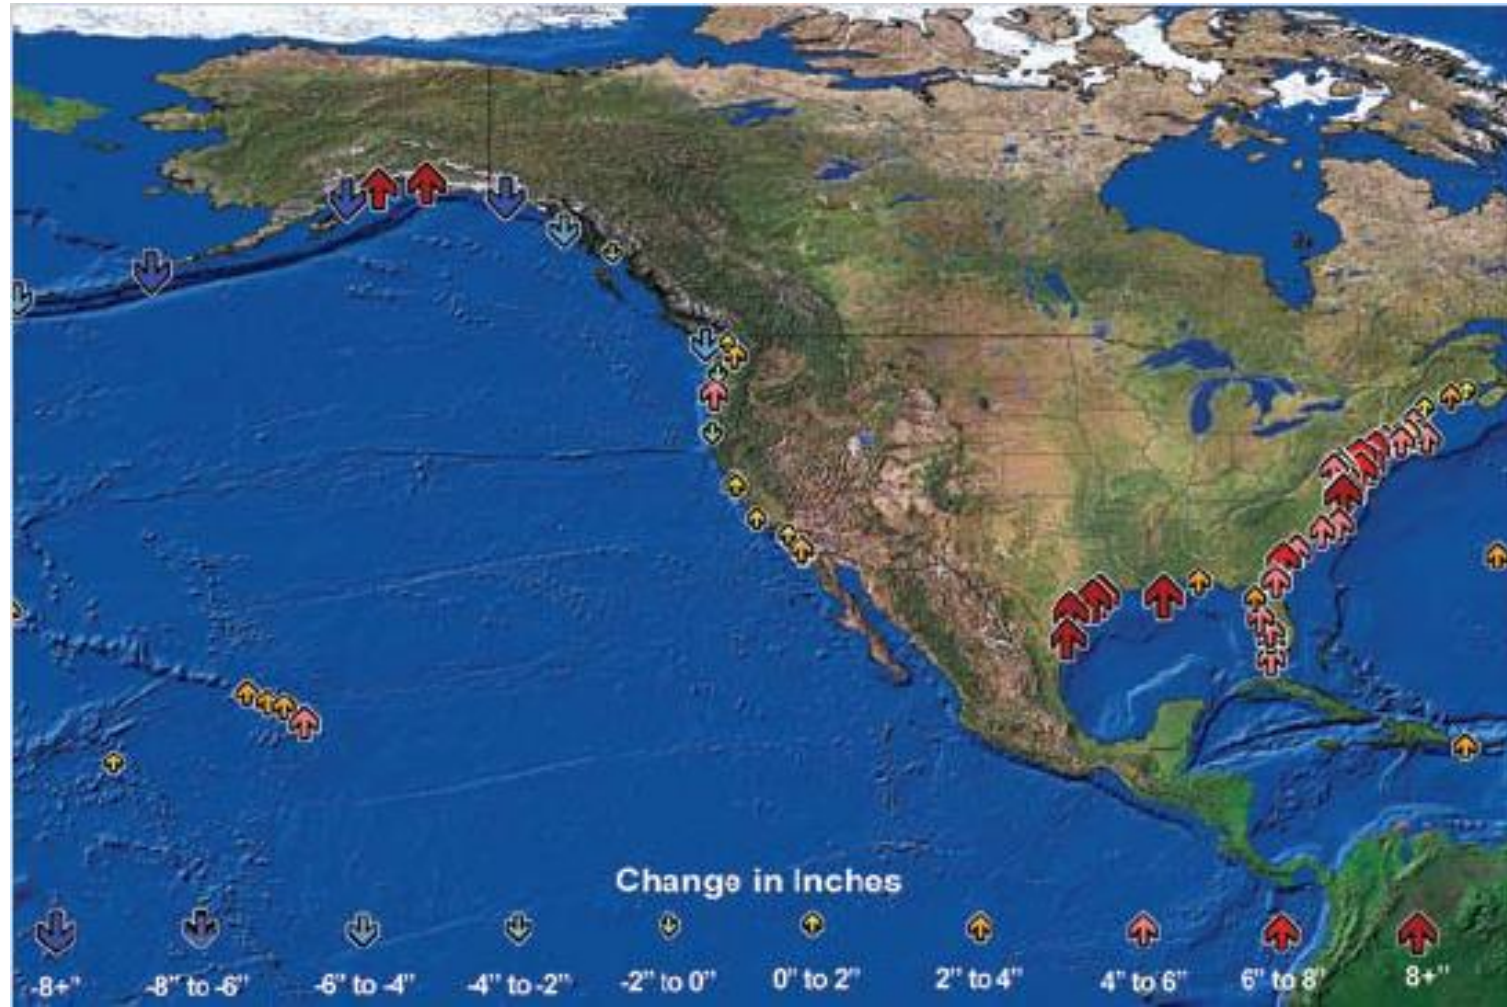 Change in Inches
-8+" -8" to -6" -6" to -4" -4" to -2" -2" to 0" 0" to 2" 2" to 4" 4" to 6" 6" to 8" 8+"